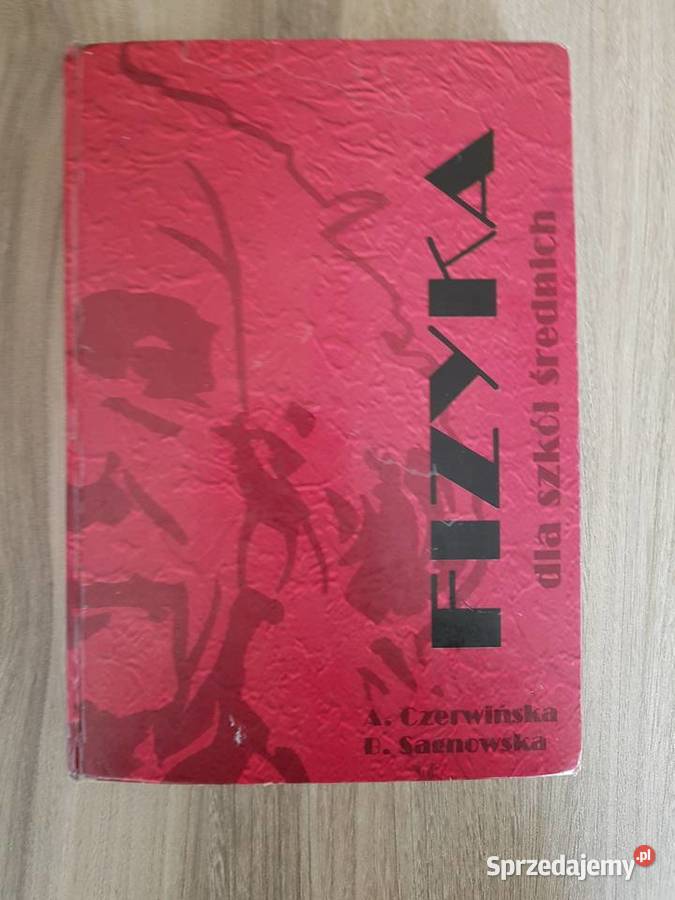 FIZYKA
dla szkół średnich
A. Czerwińska
B. Sagnowska
Sprzedajemy.pl